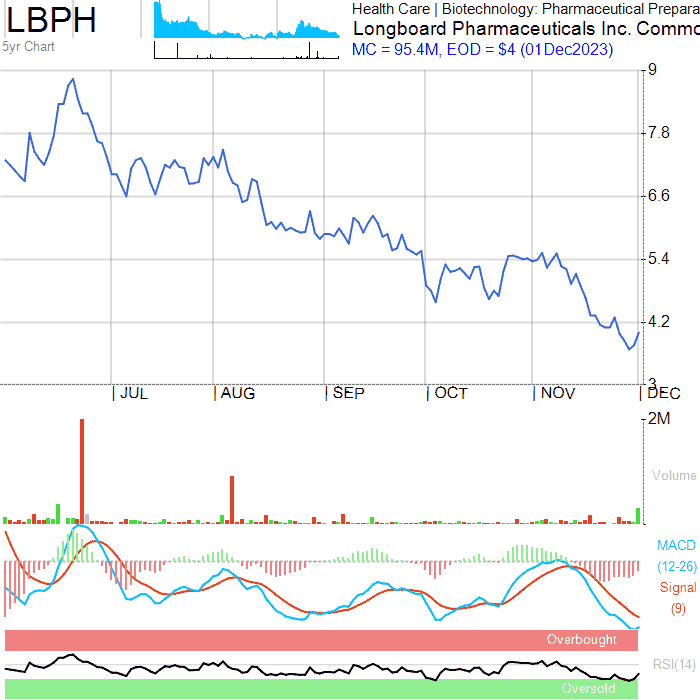 LBPH
5yr Chart
Health Care | Biotechnology: Pharmaceutical Prepara
Longboard Pharmaceuticals Inc. Commo
MC = 95.4M, EOD = $4 (01Dec2023)
9
7.8
6.6
5.4
4.2
3
JUL
AUG
SEP
OCT
NOV
DEC
2M
Volume
MACD
(12-26)
Signal
(9)
Overbought
RSI(14)
Oversold